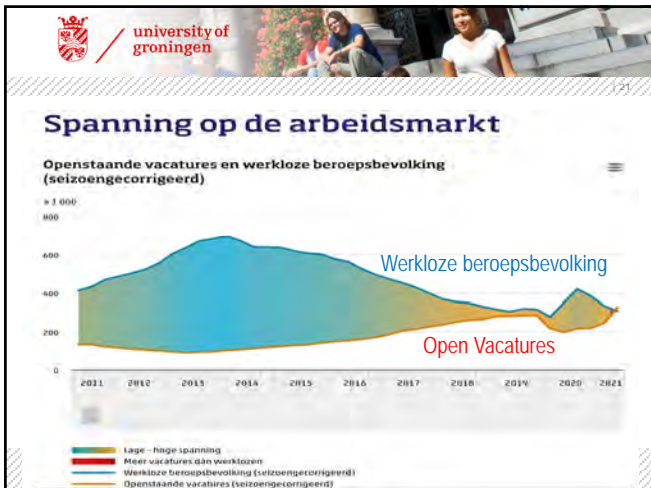 university of
groningen
| 21
Spanning op de arbeidsmarkt
Openstaande vacatures en werkloze beroepsbevolking
(seizoengecorrigeerd)
x 1 000
800
600
400
200
0
Werkloze beroepsbevolking
Open Vacatures
2011 2012 2013 2014 2015 2016 2017 2018 2019 2020 2021
Lage - hoge spanning
Meer vacatures dan werklozen
Werkloze beroepsbevolking (seizoengecorrigeerd)
Openstaande vacatures (seizoengecorrigeerd)